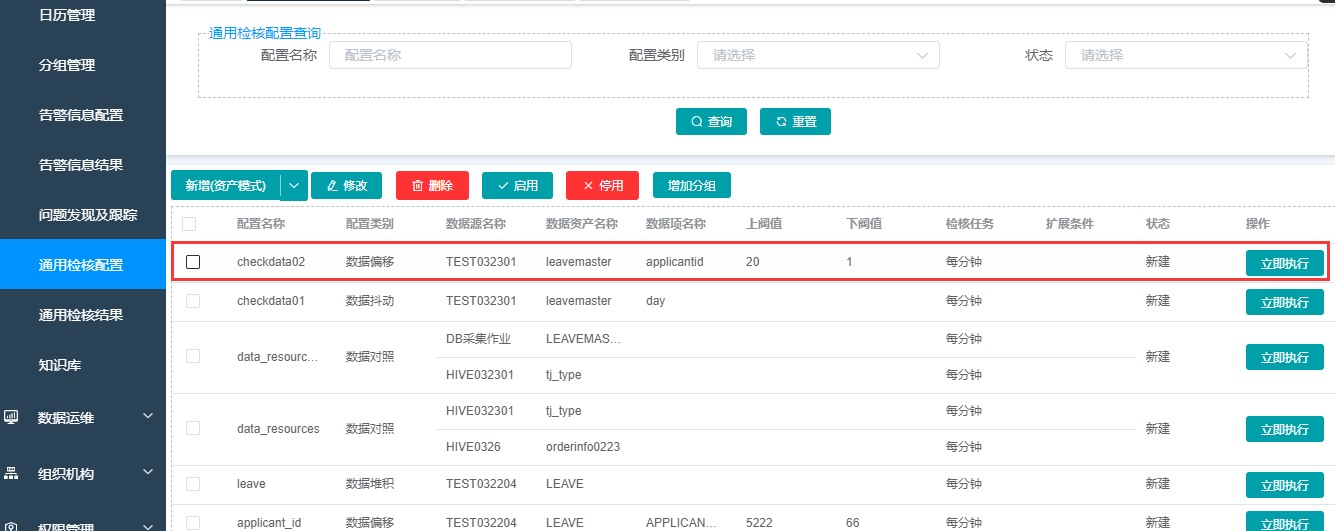 日历管理
分组管理
告警信息配置
告警信息结果
问题发现及跟踪
通用检核配置
通用检核结果
知识库
数据运维
组织机构
权限管理
通用检核配置查询
配置名称 配置名称 配置类别 请选择 状态 请选择
查询 重置
新增(资产模式) 修改 删除 启用 停用 增加分组
配置名称 配置类别 数据源名称 数据资产名称 数据项名称 上阀值 下阀值 检核任务 扩展条件 状态 操作
checkdata02 数据偏移 TEST032301 leavemaster applicantid 20 1 每分钟 新建 立即执行
checkdata01 数据抖动 TEST032301 leavemaster day 每分钟 新建 立即执行
DB采集作业 LEAVEMAS... 每分钟
data_resourc... 数据对照 新建 立即执行
HIVE032301 tj_type 每分钟
HIVE032301 tj_type 每分钟
data_resources 数据对照 新建 立即执行
HIVE0326 orderinfo0223 每分钟
leave 数据堆积 TEST032204 LEAVE 每分钟 新建 立即执行
applicant_id 数据偏移 TEST032204 LEAVE APPLICAN... 5222 66 每分钟 新建 立即执行